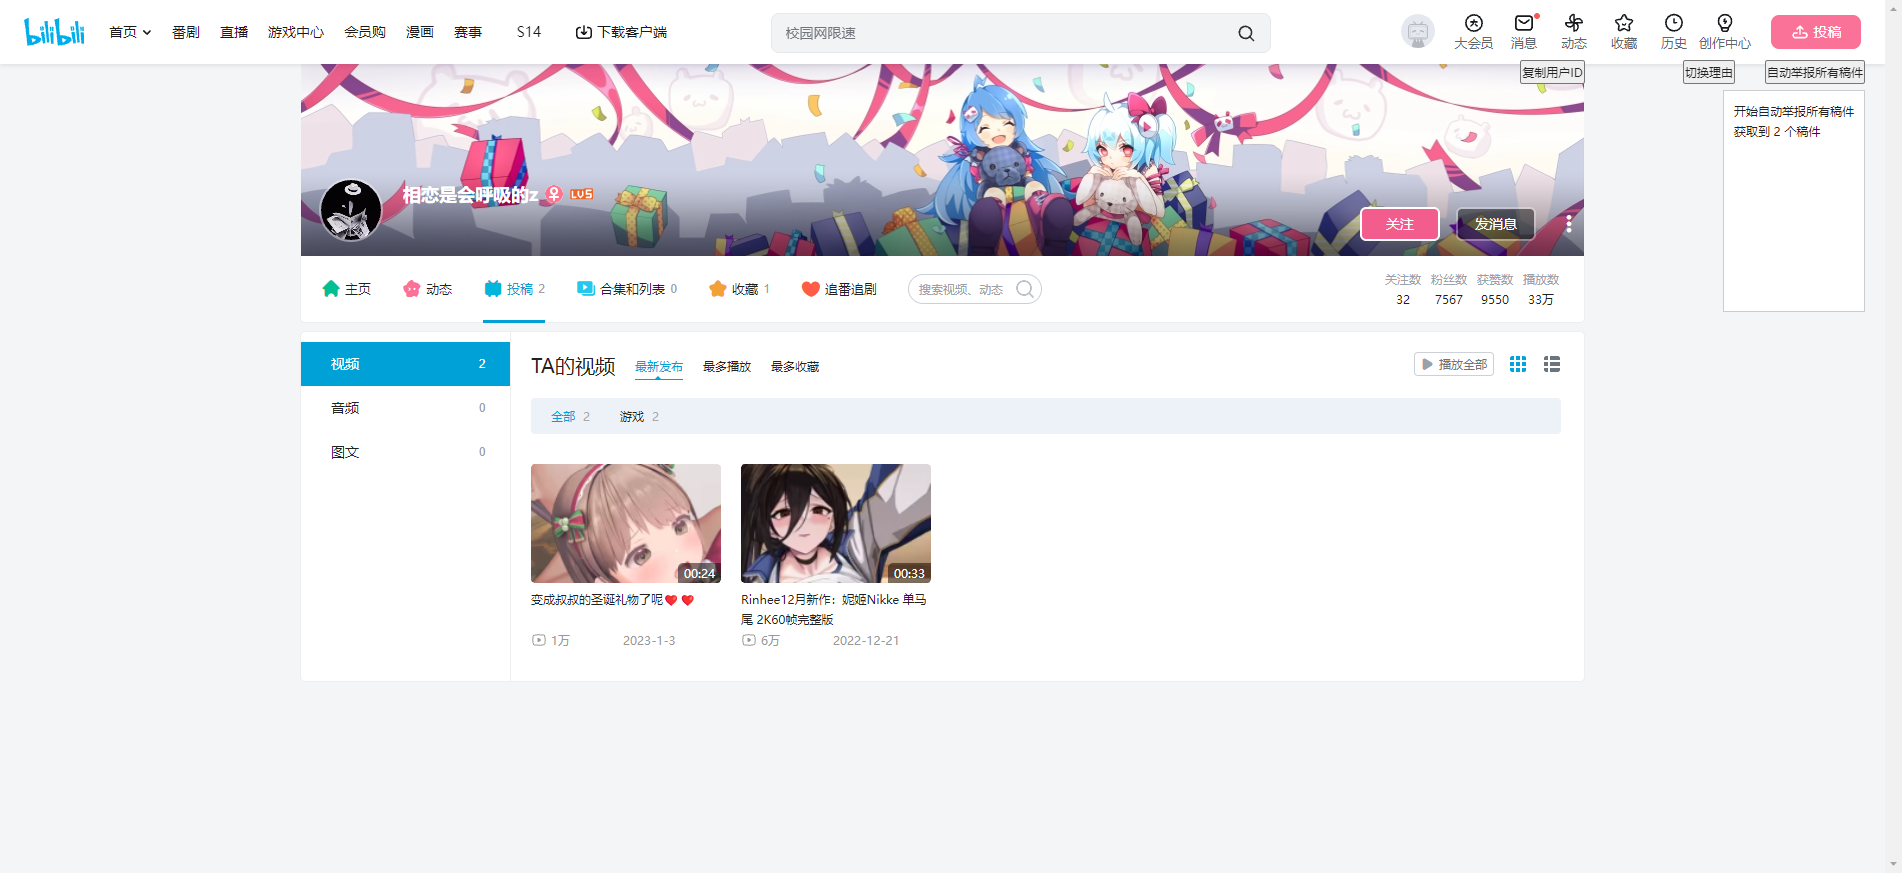 bilibili
首页
番剧
直播
游戏中心
会员购
漫画
赛事
S14
下载客户端
校园网限速
大会员
消息
动态
收藏
历史
创作中心
投稿
复制用户ID
切换理由
自动举报所有稿件
开始自动举报所有稿件
获取到 2 个稿件
相恋是会呼吸的z
LV5
关注
发消息
主页
动态
投稿 2
合集和列表 0
收藏 1
追番追剧
搜索视频、动态
关注数 粉丝数 获赞数 播放数
32 7567 9550 33万
视频 2
音频 0
图文 0
TA的视频
最新发布
最多播放
最多收藏
播放全部
全部 2
游戏 2
00:24
00:33
变成叔叔的圣诞礼物了呢❤️ ❤️
1万
2023-1-3
Rinhee12月新作：妮姬Nikke 单马
尾 2K60帧完整版
6万
2022-12-21